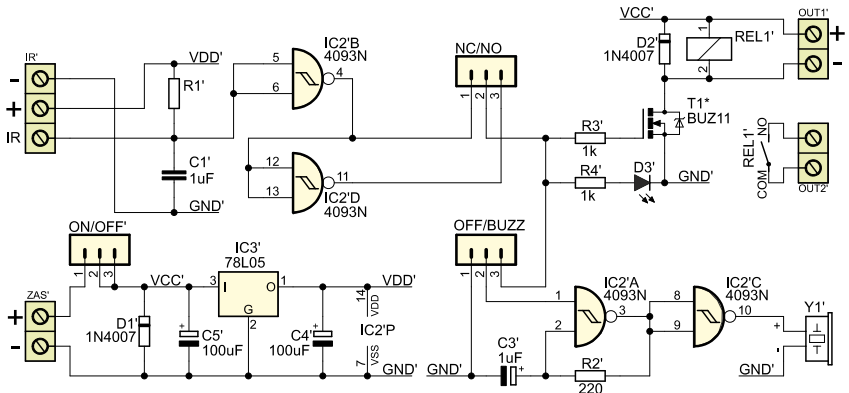 VCC'
OUT1'
IR'
IC2'B
4093N
NC/NO
D2'
1N4007
1
2
REL1'
+
-
-
VDD'
5
6
4
+
R1'
1 2 3
T1*
BUZ11
IR
R3'
1k
REL1'
NO
COM
C1'
1uF
12
13
11
R4'
1k
D3'
GND'
OUT2'
GND'
IC2'D
4093N
ON/OFF'
IC3'
78L05
OFF/BUZZ
1 2 3
VCC'
3
I
O
G
1
2
VDD'
14
VDD
1 2 3
IC2'A
4093N
IC2'C
4093N
ZAS'
+
-
D1'
1N4007
C5'
100uF
+
C4'
100uF
+
IC2'P
7
VSS
1
2
3
8
9
10
Y1'
+
-
C3'
1uF
+
R2'
220
GND'
GND'
GND'